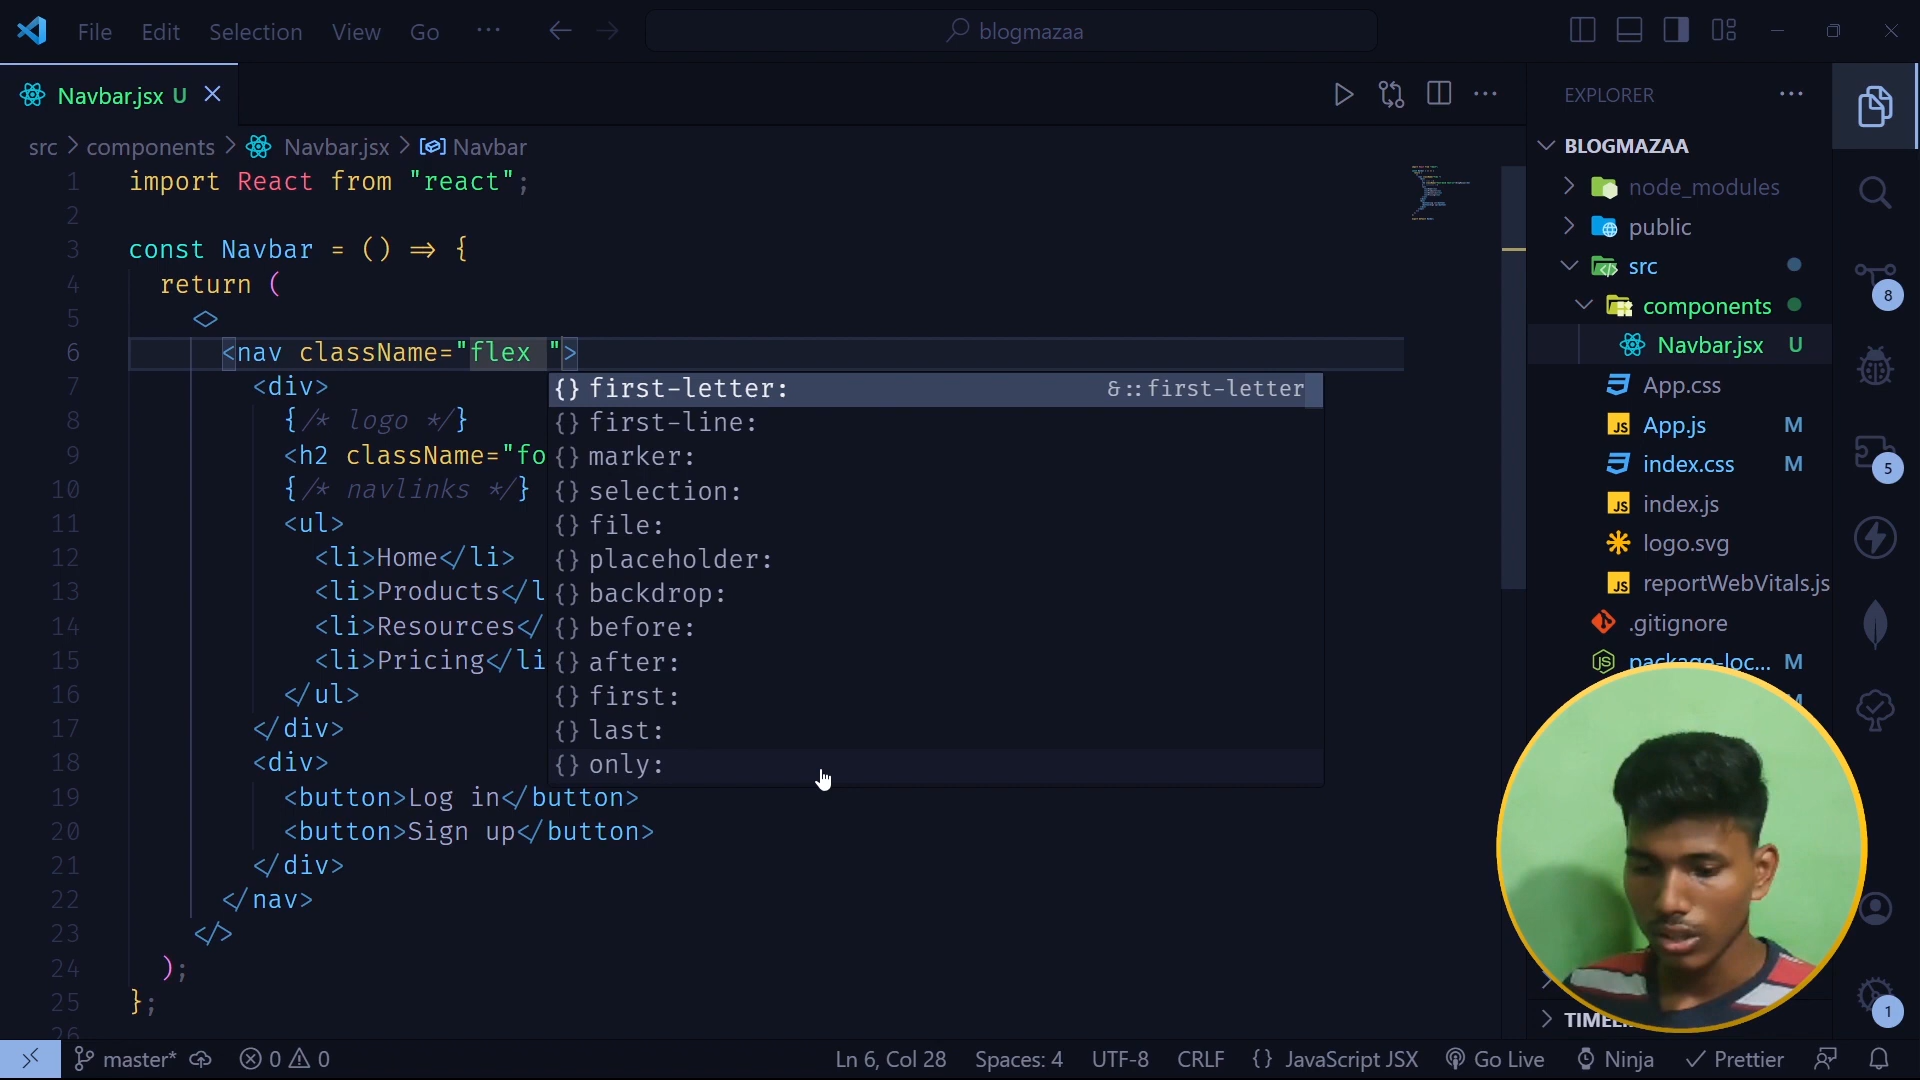 File Edit Selection View Go ···
blogmazaa
Navbar.jsx U
src > components > Navbar.jsx > Navbar
1 import React from "react";
2
3 const Navbar = () => {
4 return (
5 <>
6 <nav className="flex ">
7 <div>
8 {/* logo */}
9 <h2 className="fo
10 {/* navlinks */}
11 <ul>
12 <li>Home</li>
13 <li>Products</l
14 <li>Resources</
15 <li>Pricing</li
16 </ul>
17 </div>
18 <div>
19 <button>Log in</button>
20 <button>Sign up</button>
21 </div>
22 </nav>
23 </>
24 );
25 };
26
{} first-letter: &::first-letter
{} first-line:
{} marker:
{} selection:
{} file:
{} placeholder:
{} backdrop:
{} before:
{} after:
{} first:
{} last:
{} only:
EXPLORER ···
BLOGMAZAA
node_modules
public
src
components
Navbar.jsx U
App.css
JS App.js M
index.css M
JS index.js
logo.svg
JS reportWebVitals.js
.gitignore
package-loc... M
8
5
1
master* 0 0
Ln 6, Col 28 Spaces: 4 UTF-8 CRLF {} JavaScript JSX Go Live Ninja Prettier